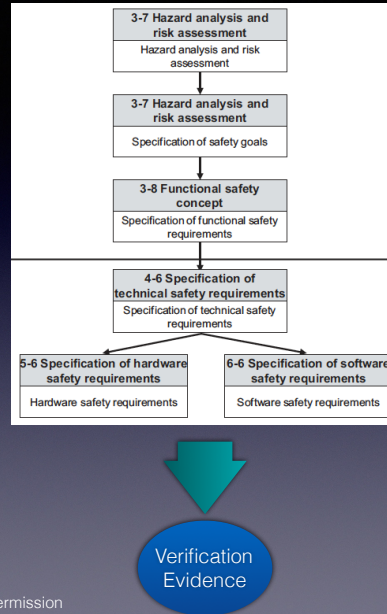 3-7 Hazard analysis and
risk assessment
Hazard analysis and risk
assessment
3-7 Hazard analysis and
risk assessment
Specification of safety goals
3-8 Functional safety
concept
Specification of functional safety
requirements
4-6 Specification of
technical safety requirements
Specification of technical safety
requirements
5-6 Specification of hardware
safety requirements
Hardware safety requirements
6-6 Specification of software
safety requirements
Software safety requirements
Verification
Evidence
ermission